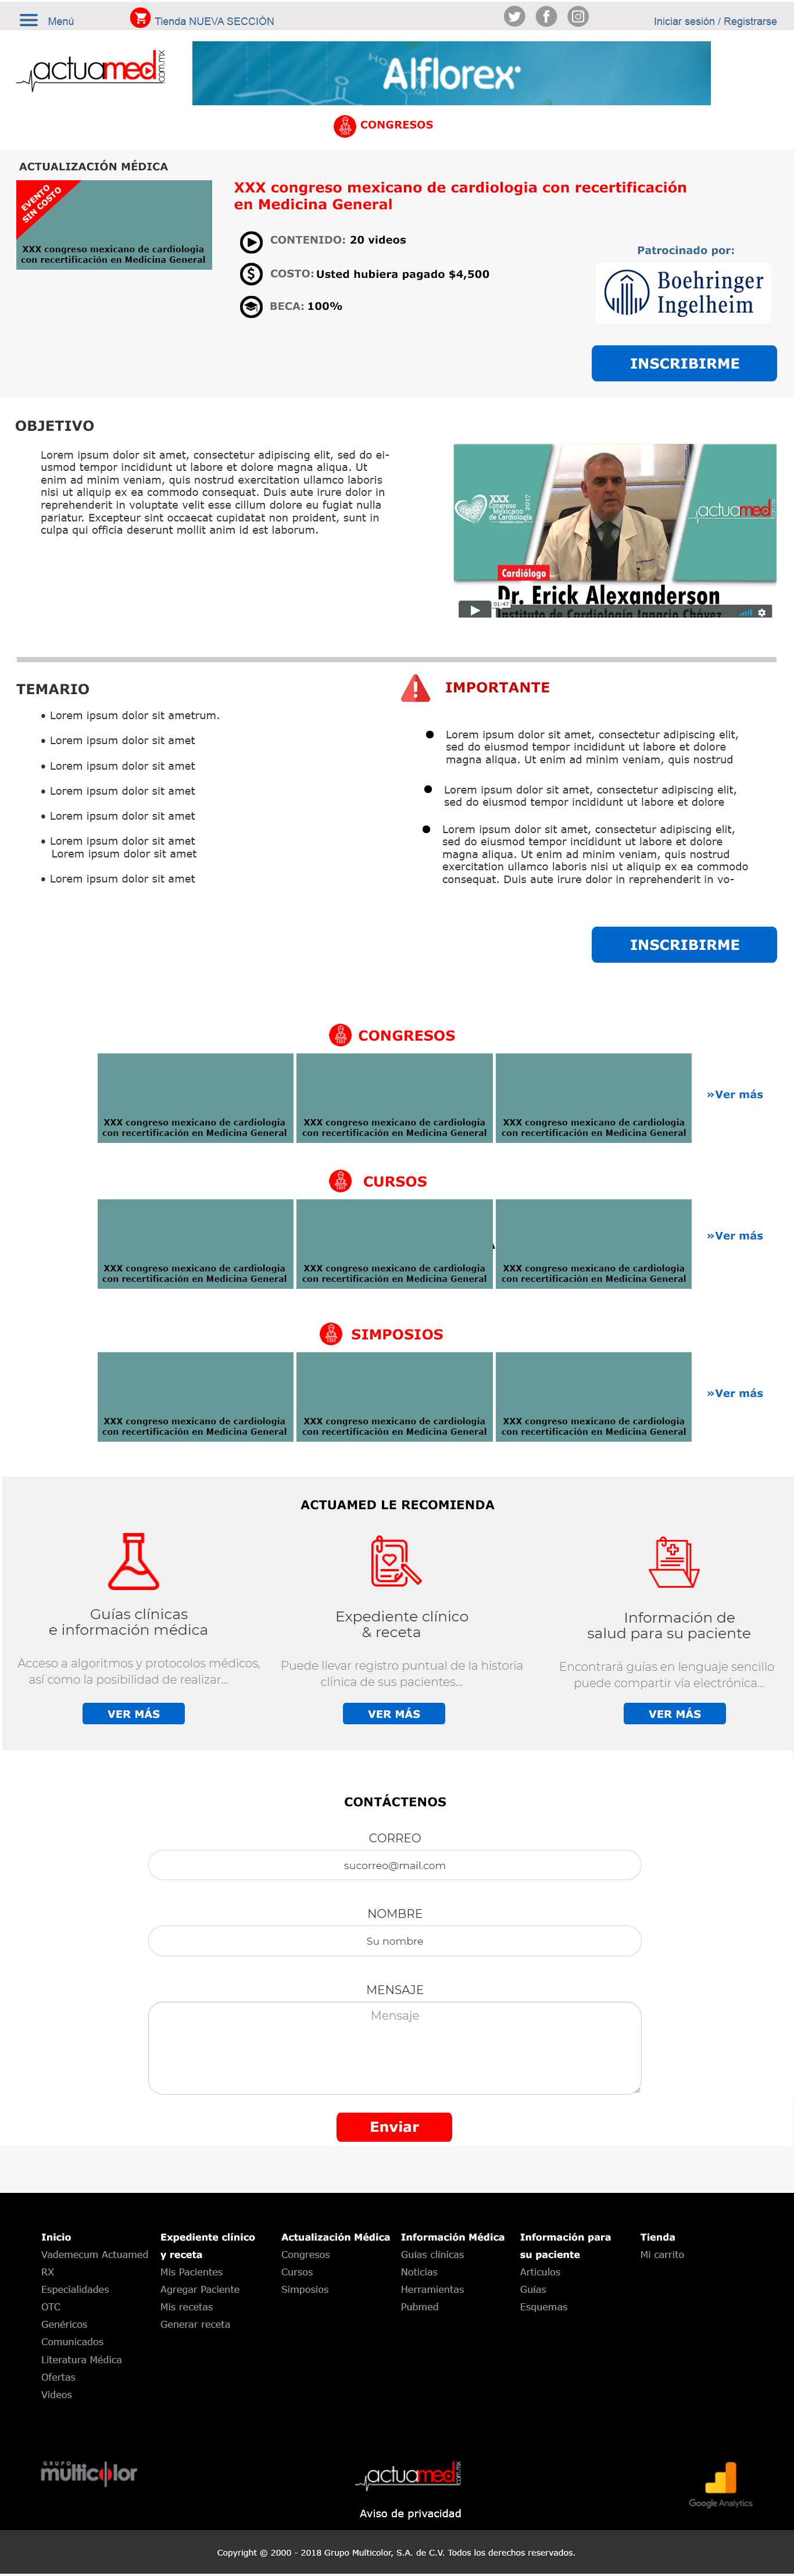 Menú
Tienda NUEVA SECCIÓN
Iniciar sesión / Registrarse
actuamed.com.mx
Alflorex
CONGRESOS
ACTUALIZACIÓN MÉDICA
EVENTO
SIN COSTO
XXX congreso mexicano de cardiologia
con recertificación en Medicina General
XXX congreso mexicano de cardiologia con recertificación
en Medicina General
CONTENIDO: 20 videos
COSTO: Usted hubiera pagado $4,500
BECA: 100%
Patrocinado por:
Boehringer
Ingelheim
INSCRIBIRME
OBJETIVO
Lorem ipsum dolor sit amet, consectetur adipiscing elit, sed do ei-
usmod tempor incididunt ut labore et dolore magna aliqua. Ut
enim ad minim veniam, quis nostrud exercitation ullamco laboris
nisi ut aliquip ex ea commodo consequat. Duis aute irure dolor in
reprehenderit in voluptate velit esse cillum dolore eu fugiat nulla
pariatur. Excepteur sint occaecat cupidatat non proident, sunt in
culpa qui officia deserunt mollit anim id est laborum.
XXX
Congreso
Mexicano
de Cardiología
2017
actuamed
Cardiólogo
Dr. Erick Alexanderson
Instituto de Cardiología Ignacio Chávez
01:47
TEMARIO
• Lorem ipsum dolor sit ametrum.
• Lorem ipsum dolor sit amet
• Lorem ipsum dolor sit amet
• Lorem ipsum dolor sit amet
• Lorem ipsum dolor sit amet
• Lorem ipsum dolor sit amet
Lorem ipsum dolor sit amet
• Lorem ipsum dolor sit amet
IMPORTANTE
● Lorem ipsum dolor sit amet, consectetur adipiscing elit,
sed do eiusmod tempor incididunt ut labore et dolore
magna aliqua. Ut enim ad minim veniam, quis nostrud
● Lorem ipsum dolor sit amet, consectetur adipiscing elit,
sed do eiusmod tempor incididunt ut labore et dolore
● Lorem ipsum dolor sit amet, consectetur adipiscing elit,
sed do eiusmod tempor incididunt ut labore et dolore
magna aliqua. Ut enim ad minim veniam, quis nostrud
exercitation ullamco laboris nisi ut aliquip ex ea commodo
consequat. Duis aute irure dolor in reprehenderit in vo-
INSCRIBIRME
CONGRESOS
XXX congreso mexicano de cardiologia
con recertificación en Medicina General
XXX congreso mexicano de cardiologia
con recertificación en Medicina General
XXX congreso mexicano de cardiologia
con recertificación en Medicina General
»Ver más
CURSOS
XXX congreso mexicano de cardiologia
con recertificación en Medicina General
XXX congreso mexicano de cardiologia
con recertificación en Medicina General
XXX congreso mexicano de cardiologia
con recertificación en Medicina General
»Ver más
SIMPOSIOS
XXX congreso mexicano de cardiologia
con recertificación en Medicina General
XXX congreso mexicano de cardiologia
con recertificación en Medicina General
XXX congreso mexicano de cardiologia
con recertificación en Medicina General
»Ver más
ACTUAMED LE RECOMIENDA
Guías clínicas
e información médica
Acceso a algoritmos y protocolos médicos,
así como la posibilidad de realizar...
VER MÁS
Expediente clínico
& receta
Puede llevar registro puntual de la historia
clínica de sus pacientes...
VER MÁS
Información de
salud para su paciente
Encontrará guías en lenguaje sencillo
puede compartir vía electrónica...
VER MÁS
CONTÁCTENOS
CORREO
sucorreo@mail.com
NOMBRE
Su nombre
MENSAJE
Mensaje
Enviar
Inicio
Vademecum Actuamed
RX
Especialidades
OTC
Genéricos
Comunicados
Literatura Médica
Ofertas
Videos
Expediente clínico
y receta
Mis Pacientes
Agregar Paciente
Mis recetas
Generar receta
Actualización Médica
Congresos
Cursos
Simposios
Información Médica
Guías clínicas
Noticias
Herramientas
Pubmed
Información para
su paciente
Articulos
Guías
Esquemas
Tienda
Mi carrito
GRUPO
multicolor
actuamed.com.mx
Google Analytics
Aviso de privacidad
Copyright © 2000 - 2018 Grupo Multicolor, S.A. de C.V. Todos los derechos reservados.